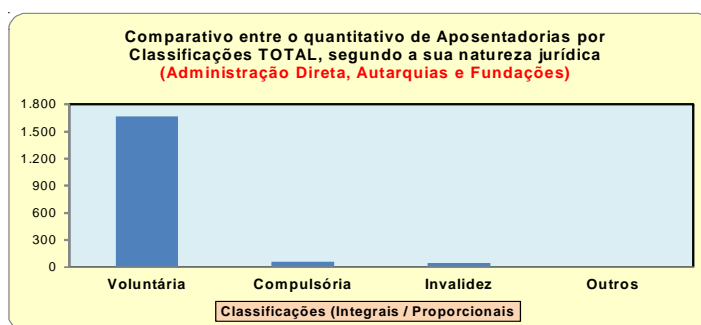 Comparativo entre o quantitativo de Aposentadorias por
Classificações TOTAL, segundo a sua natureza jurídica
(Administração Direta, Autarquias e Fundações)
1.800
1.500
1.200
900
600
300
0
Voluntária Compulsória Invalidez Outros
Classificações (Integrais / Proporcionais